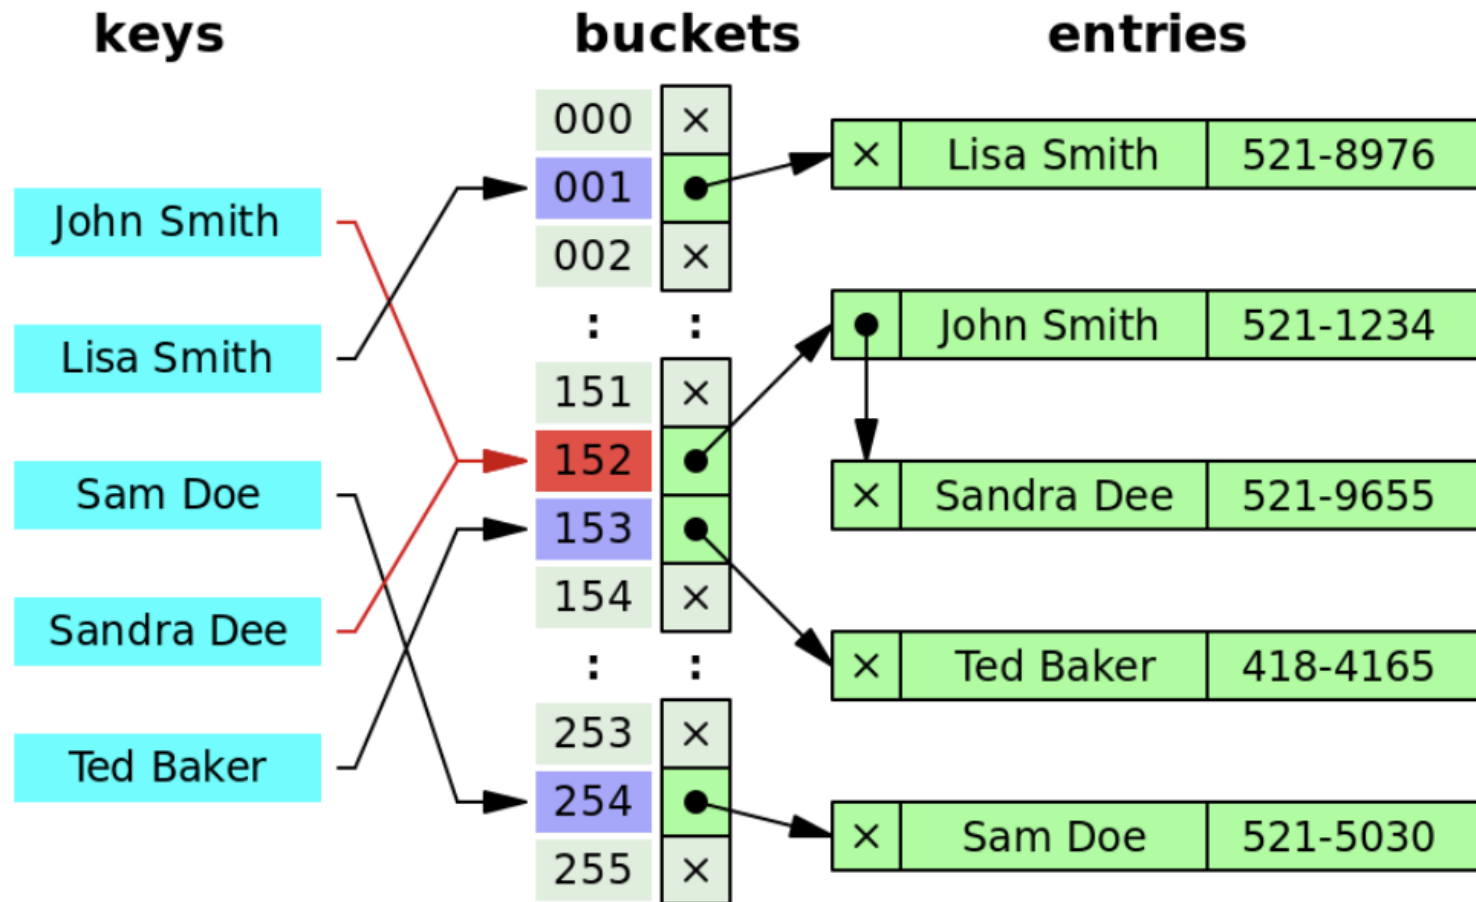 keys
buckets
entries
John Smith
Lisa Smith
Sam Doe
Sandra Dee
Ted Baker
000 ×
001
002 ×
: :
151 ×
152
153
154 ×
: :
253 ×
254
255 ×
× Lisa Smith 521-8976
John Smith 521-1234
× Sandra Dee 521-9655
× Ted Baker 418-4165
× Sam Doe 521-5030